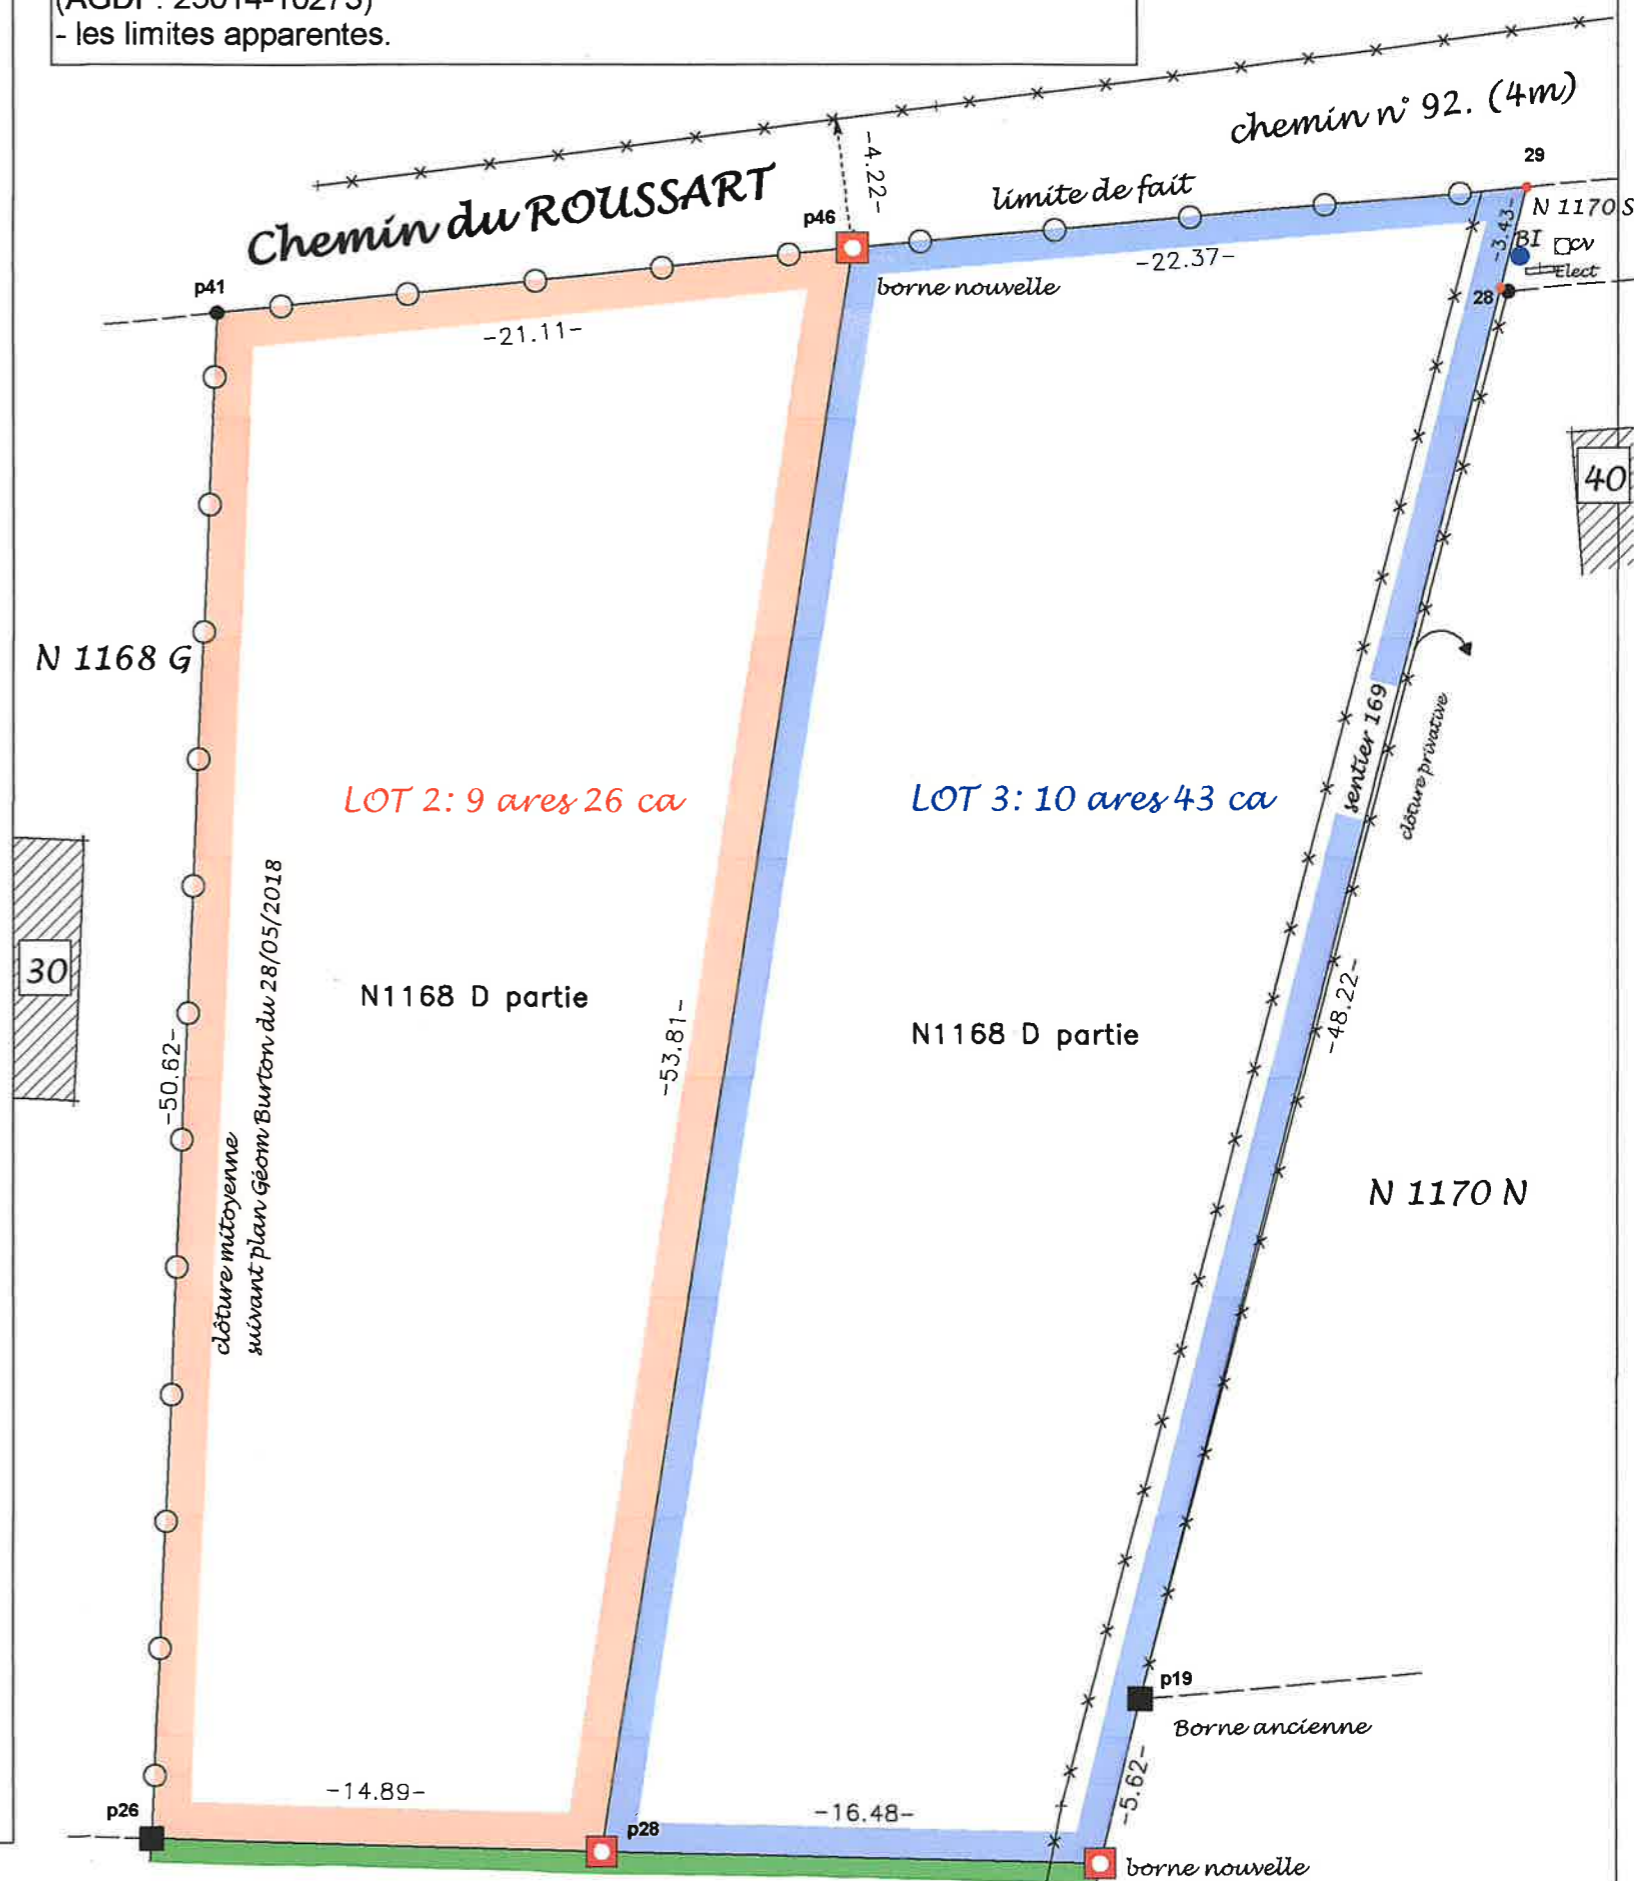 - les limites apparentes.
chemin n° 92. (4m)
29
Chemin du ROUSSART
-4.22-
limite de fait
N 1170 S
p46
-3.43-
BI
cv
Elect
p41
borne nouvelle
-22.37-
28
-21.11-
40
N 1168 G
sentier 169
clôture privative
LOT 2: 9 ares 26 ca
LOT 3: 10 ares 43 ca
30
N1168 D partie
N1168 D partie
-50.62-
-53.81-
-48.22-
clôture mitoyenne
suivant plan Géom Burton du 28/05/2018
N 1170 N
p19
Borne ancienne
-5.62-
-14.89-
-16.48-
p26
p28
borne nouvelle